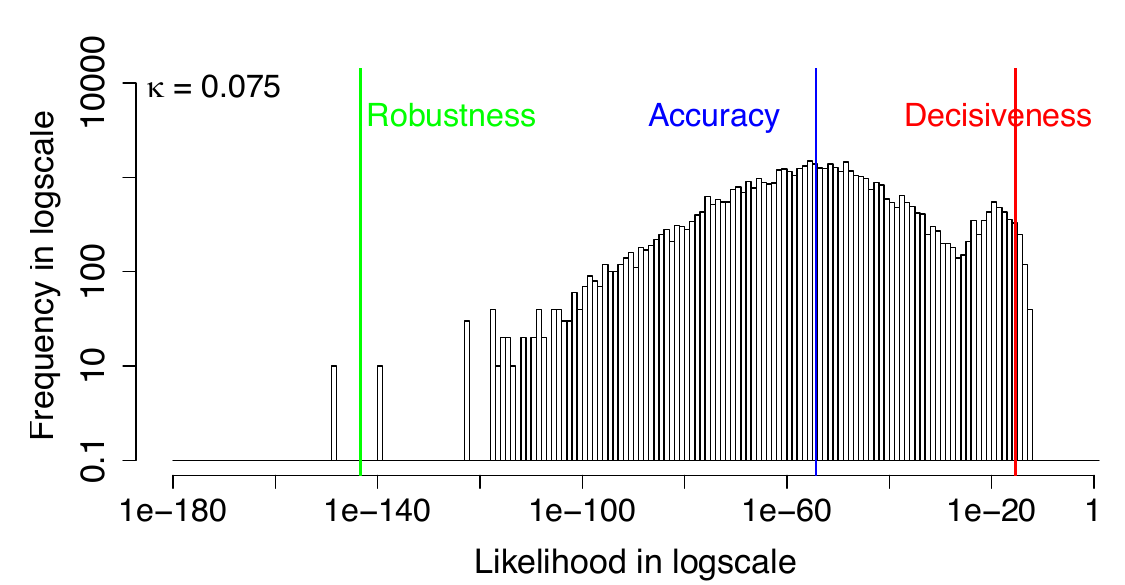 κ = 0.075
Robustness
Accuracy
Decisiveness
Frequency in logscale
10000
100
10
0.1
1e−180
1e−140
1e−100
1e−60
1e−20
1
Likelihood in logscale